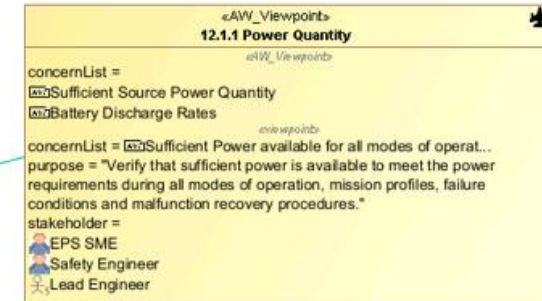 «AW_Viewpoint»
12.1.1 Power Quantity
«AW_Viewpoint»
concernList =
Sufficient Source Power Quantity
Battery Discharge Rates
«viewpoint»
concernList = Sufficient Power available for all modes of operat...
purpose = "Verify that sufficient power is available to meet the power
requirements during all modes of operation, mission profiles, failure
conditions and malfunction recovery procedures."
stakeholder =
EPS SME
Safety Engineer
Lead Engineer